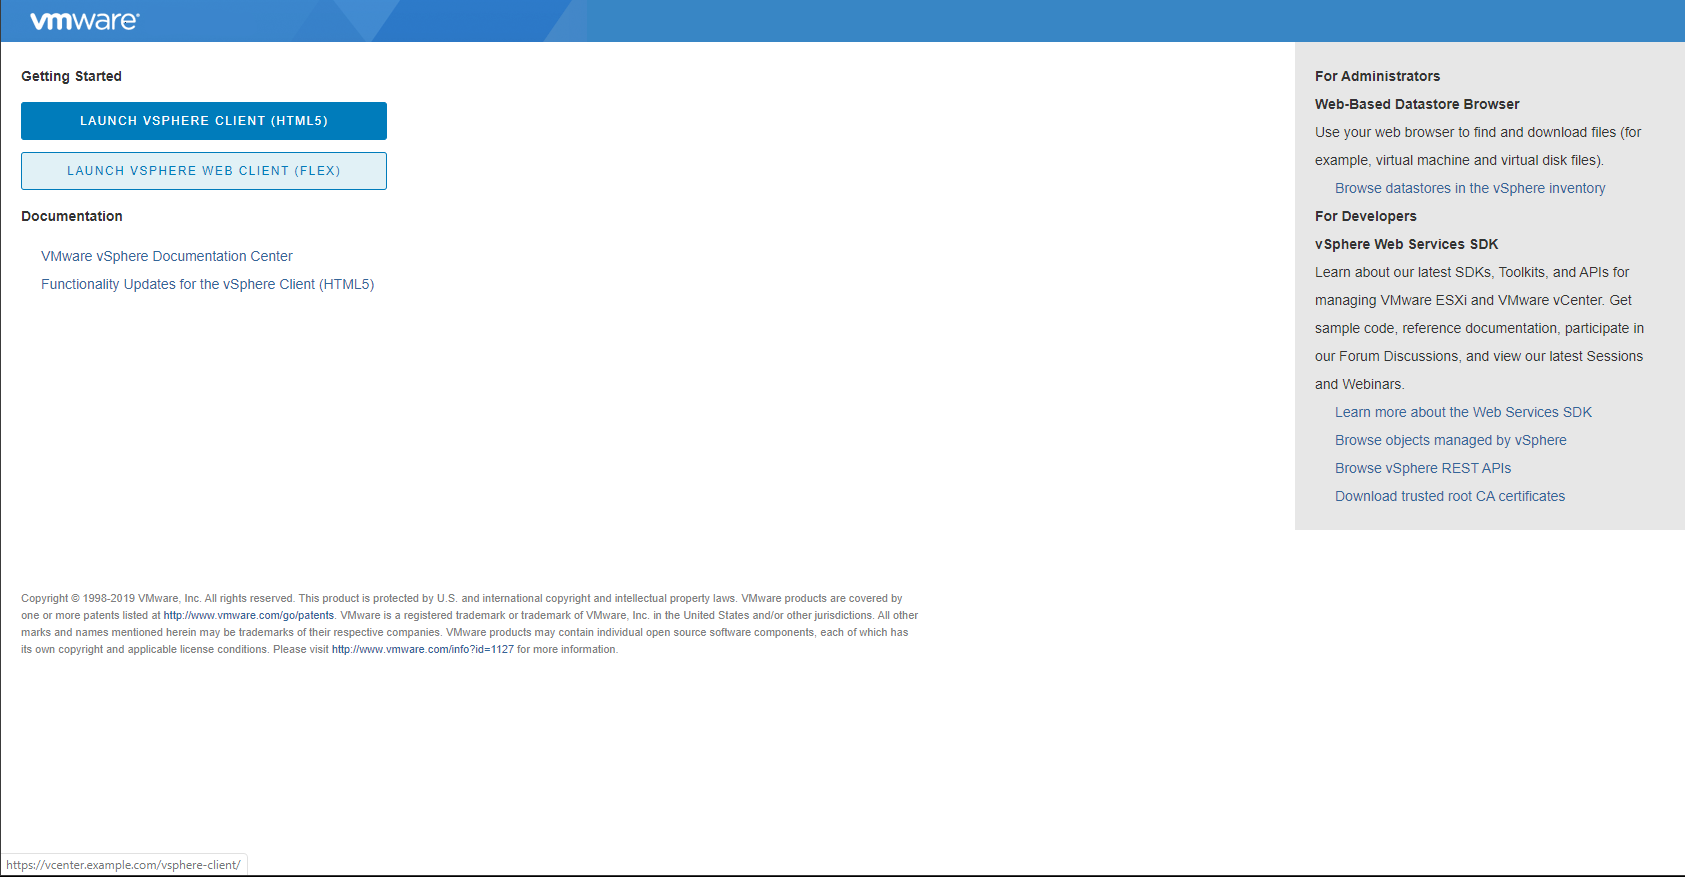 vmware®
Getting Started
LAUNCH VSPHERE CLIENT (HTML5)
LAUNCH VSPHERE WEB CLIENT (FLEX)
Documentation
VMware vSphere Documentation Center
Functionality Updates for the vSphere Client (HTML5)
For Administrators
Web-Based Datastore Browser
Use your web browser to find and download files (for
example, virtual machine and virtual disk files).
Browse datastores in the vSphere inventory
For Developers
vSphere Web Services SDK
Learn about our latest SDKs, Toolkits, and APIs for
managing VMware ESXi and VMware vCenter. Get
sample code, reference documentation, participate in
our Forum Discussions, and view our latest Sessions
and Webinars.
Learn more about the Web Services SDK
Browse objects managed by vSphere
Browse vSphere REST APIs
Download trusted root CA certificates
Copyright © 1998-2019 VMware, Inc. All rights reserved. This product is protected by U.S. and international copyright and intellectual property laws. VMware products are covered by
one or more patents listed at http://www.vmware.com/go/patents. VMware is a registered trademark or trademark of VMware, Inc. in the United States and/or other jurisdictions. All other
marks and names mentioned herein may be trademarks of their respective companies. VMware products may contain individual open source software components, each of which has
its own copyright and applicable license conditions. Please visit http://www.vmware.com/info?id=1127 for more information.
https://vcenter.example.com/vsphere-client/